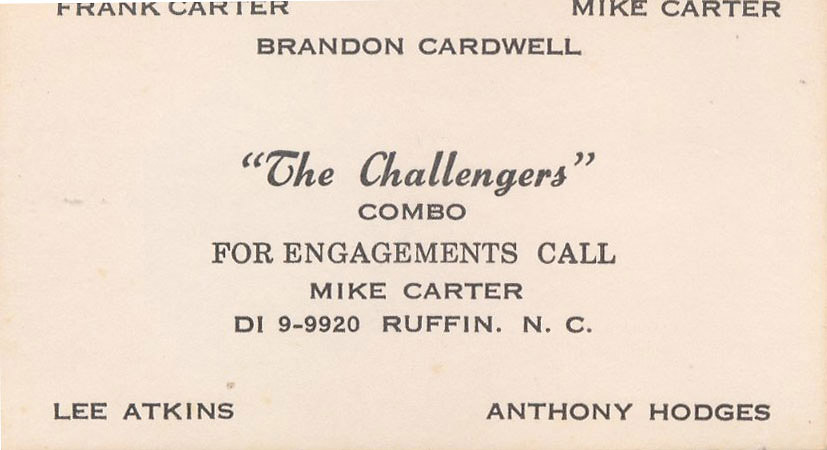 FRANK CARTER MIKE CARTER
BRANDON CARDWELL
"The Challengers"
COMBO
FOR ENGAGEMENTS CALL
MIKE CARTER
DI 9-9920 RUFFIN. N. C.
LEE ATKINS ANTHONY HODGES